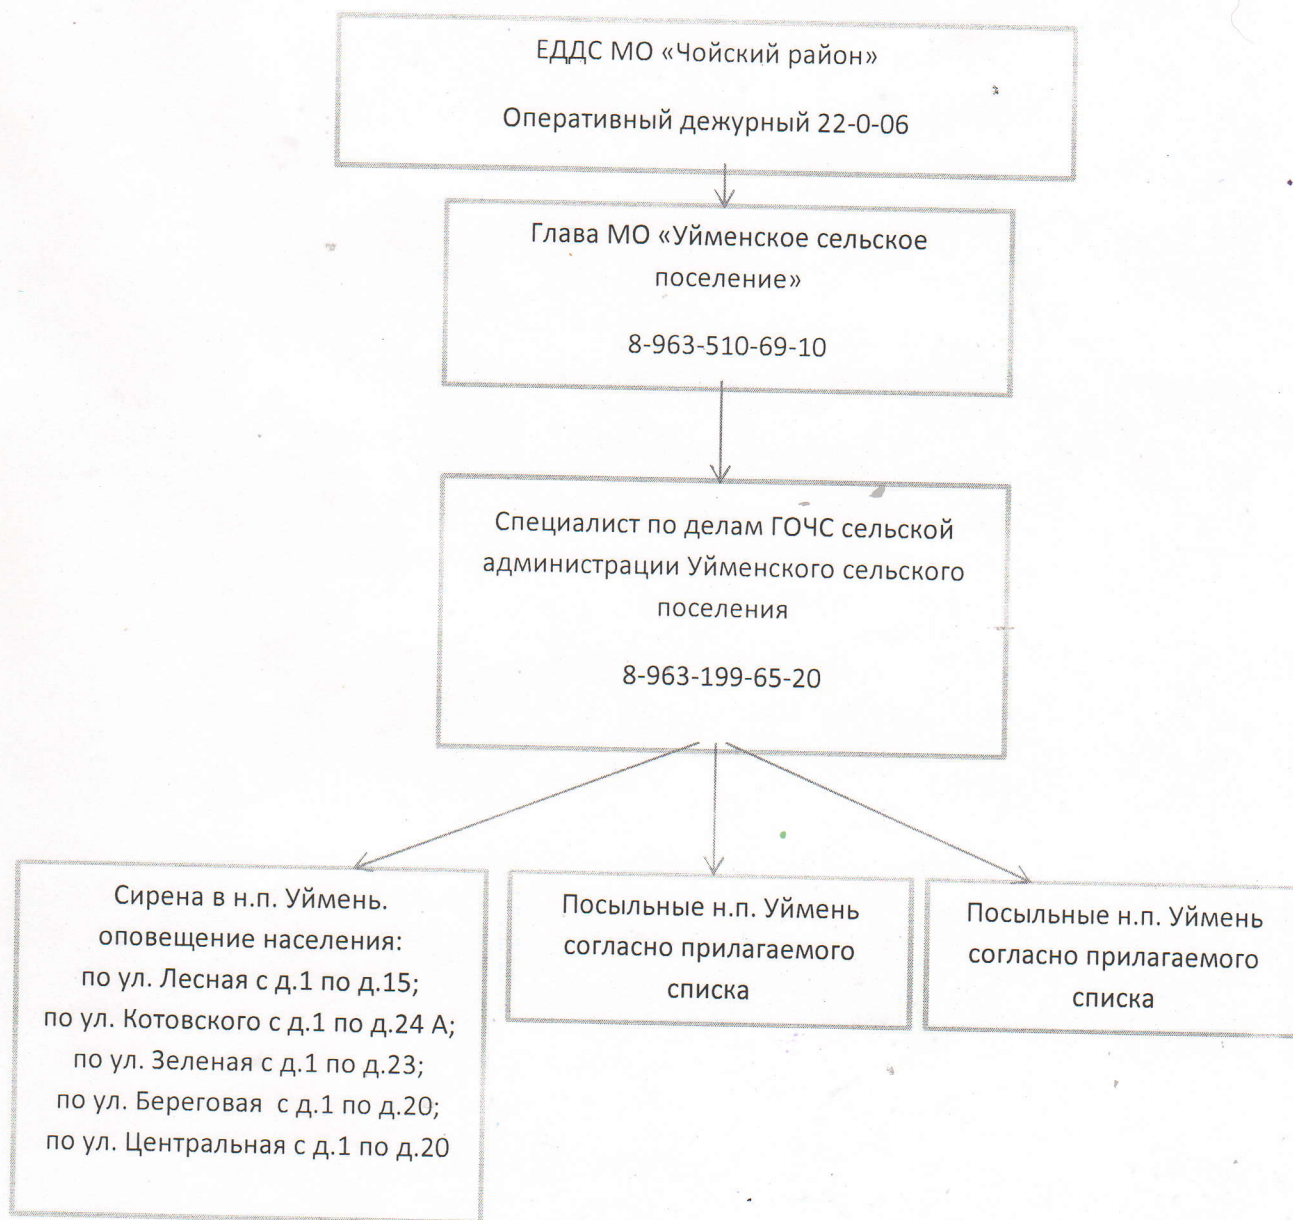 ЕДДС МО «Чойский район»
Оперативный дежурный 22-0-06
Глава МО «Уйменское сельское
поселение»
8-963-510-69-10
Специалист по делам ГОЧС сельской
администрации Уйменского сельского
поселения
8-963-199-65-20
Сирена в н.п. Уймень.
оповещение населения:
по ул. Лесная с д.1 по д.15;
по ул. Котовского с д.1 по д.24 А;
по ул. Зеленая с д.1 по д.23;
по ул. Береговая с д.1 по д.20;
по ул. Центральная с д.1 по д.20
Посыльные н.п. Уймень
согласно прилагаемого
списка
Посыльные н.п. Уймень
согласно прилагаемого
списка